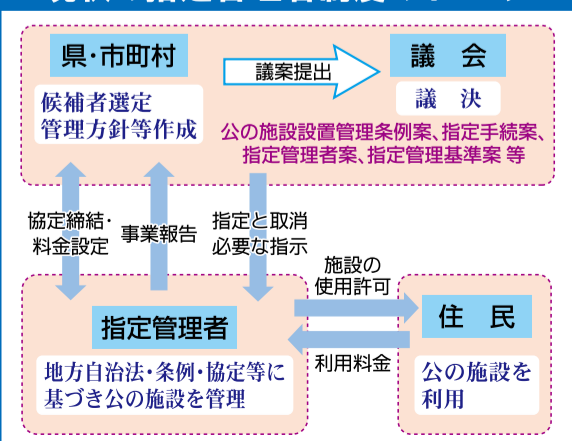 県・市町村
議案提出
議 会
候補者選定
管理方針等作成
議 決
公の施設設置管理条例案、指定手続案、
指定管理者案、指定管理基準案 等
協定締結・
料金設定
事業報告
指定と取消
必要な指示
施設の
使用許可
指定管理者
住 民
地方自治法・条例・協定等に
基づき公の施設を管理
利用料金
公の施設を
利用